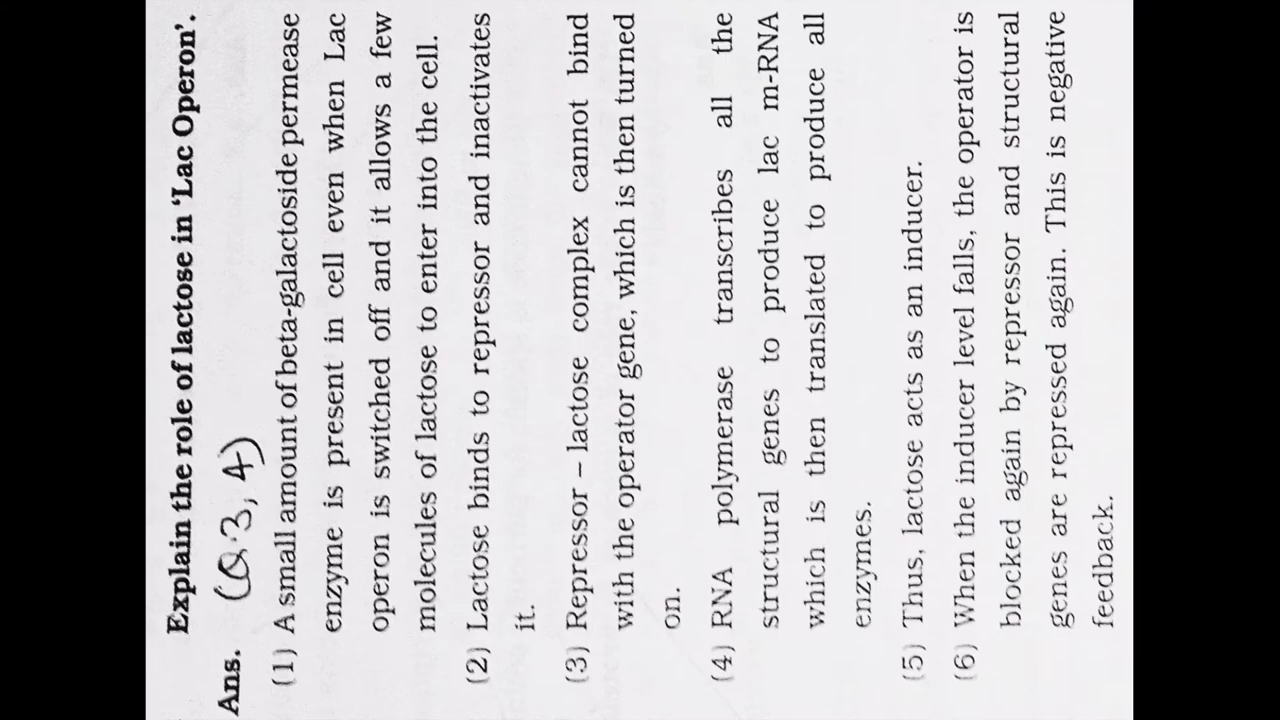 Explain the role of lactose in 'Lac Operon'.
Ans. (Q.3, 4)
(1) A small amount of beta-galactoside permease
enzyme is present in cell even when Lac
operon is switched off and it allows a few
molecules of lactose to enter into the cell.
(2) Lactose binds to repressor and inactivates
it.
(3) Repressor – lactose complex cannot bind
with the operator gene, which is then turned
on.
(4) RNA polymerase transcribes all the
structural genes to produce lac m-RNA
which is then translated to produce all
enzymes.
(5) Thus, lactose acts as an inducer.
(6) When the inducer level falls, the operator is
blocked again by repressor and structural
genes are repressed again. This is negative
feedback.